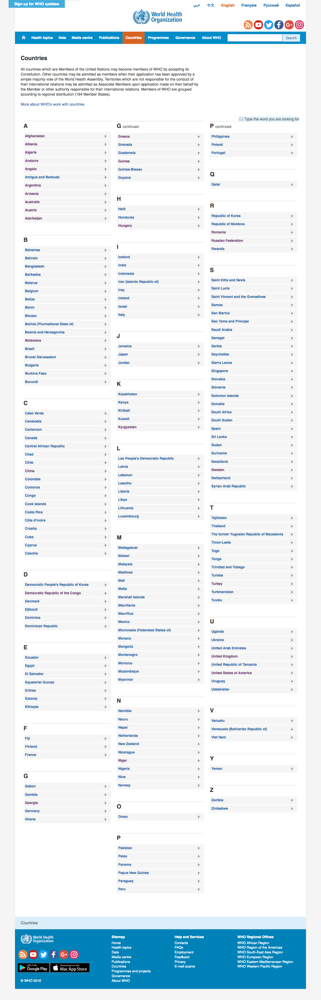 Sign up for WHO updates
عربي 中文 English Français Русский Español
World Health
Organization
Health topics Data Media centre Publications Countries Programmes Governance About WHO Search
Countries
All countries which are Members of the United Nations may become members of WHO by accepting its
Constitution. Other countries may be admitted as members when their application has been approved by a
simple majority vote of the World Health Assembly. Territories which are not responsible for the conduct of
their international relations may be admitted as Associate Members upon application made on their behalf by
the Member or other authority responsible for their international relations. Members of WHO are grouped
according to regional distribution (194 Member States).
More about WHO's work with countries
Type the word you are looking for
A
Afghanistan
Albania
Algeria
Andorra
Angola
Antigua and Barbuda
Argentina
Armenia
Australia
Austria
Azerbaijan
B
Bahamas
Bahrain
Bangladesh
Barbados
Belarus
Belgium
Belize
Benin
Bhutan
Bolivia (Plurinational State of)
Bosnia and Herzegovina
Botswana
Brazil
Brunei Darussalam
Bulgaria
Burkina Faso
Burundi
C
Cabo Verde
Cambodia
Cameroon
Canada
Central African Republic
Chad
Chile
China
Colombia
Comoros
Congo
Cook Islands
Costa Rica
Côte d'Ivoire
Croatia
Cuba
Cyprus
Czechia
D
Democratic People's Republic of Korea
Democratic Republic of the Congo
Denmark
Djibouti
Dominica
Dominican Republic
E
Ecuador
Egypt
El Salvador
Equatorial Guinea
Eritrea
Estonia
Ethiopia
F
Fiji
Finland
France
G
Gabon
Gambia
Georgia
Germany
Ghana
G continued
Greece
Grenada
Guatemala
Guinea
Guinea-Bissau
Guyana
H
Haiti
Honduras
Hungary
I
Iceland
India
Indonesia
Iran (Islamic Republic of)
Iraq
Ireland
Israel
Italy
J
Jamaica
Japan
Jordan
K
Kazakhstan
Kenya
Kiribati
Kuwait
Kyrgyzstan
L
Lao People's Democratic Republic
Latvia
Lebanon
Lesotho
Liberia
Libya
Lithuania
Luxembourg
M
Madagascar
Malawi
Malaysia
Maldives
Mali
Malta
Marshall Islands
Mauritania
Mauritius
Mexico
Micronesia (Federated States of)
Monaco
Mongolia
Montenegro
Morocco
Mozambique
Myanmar
N
Namibia
Nauru
Nepal
Netherlands
New Zealand
Nicaragua
Niger
Nigeria
Niue
Norway
O
Oman
P
Pakistan
Palau
Panama
Papua New Guinea
Paraguay
Peru
P continued
Philippines
Poland
Portugal
Q
Qatar
R
Republic of Korea
Republic of Moldova
Romania
Russian Federation
Rwanda
S
Saint Kitts and Nevis
Saint Lucia
Saint Vincent and the Grenadines
Samoa
San Marino
Sao Tome and Principe
Saudi Arabia
Senegal
Serbia
Seychelles
Sierra Leone
Singapore
Slovakia
Slovenia
Solomon Islands
Somalia
South Africa
South Sudan
Spain
Sri Lanka
Sudan
Suriname
Swaziland
Sweden
Switzerland
Syrian Arab Republic
T
Tajikistan
Thailand
The former Yugoslav Republic of Macedonia
Timor-Leste
Togo
Tonga
Trinidad and Tobago
Tunisia
Turkey
Turkmenistan
Tuvalu
U
Uganda
Ukraine
United Arab Emirates
United Kingdom
United Republic of Tanzania
United States of America
Uruguay
Uzbekistan
V
Vanuatu
Venezuela (Bolivarian Republic of)
Viet Nam
Y
Yemen
Z
Zambia
Zimbabwe
Countries
World Health
Organization
GET IT ON
Google Play
Download on the
Mac App Store
© WHO 2016
Sitemap
Home
Health topics
Data
Media centre
Publications
Countries
Programmes and projects
Governance
About WHO
Help and Services
Contacts
FAQs
Employment
Feedback
Privacy
E-mail scams
WHO Regional Offices
WHO African Region
WHO Region of the Americas
WHO South-East Asia Region
WHO European Region
WHO Eastern Mediterranean Region
WHO Western Pacific Region